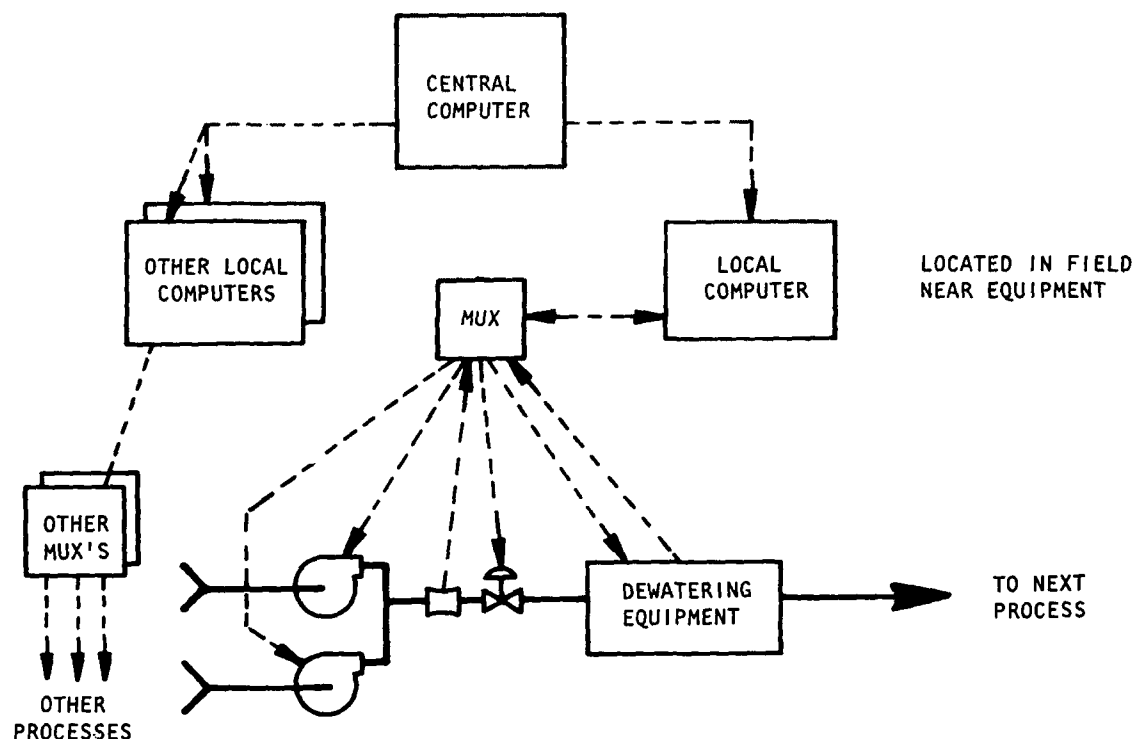 CENTRAL
COMPUTER
OTHER LOCAL
COMPUTERS
LOCAL
COMPUTER
LOCATED IN FIELD
NEAR EQUIPMENT
MUX
OTHER
MUX'S
DEWATERING
EQUIPMENT
TO NEXT
PROCESS
OTHER
PROCESSES